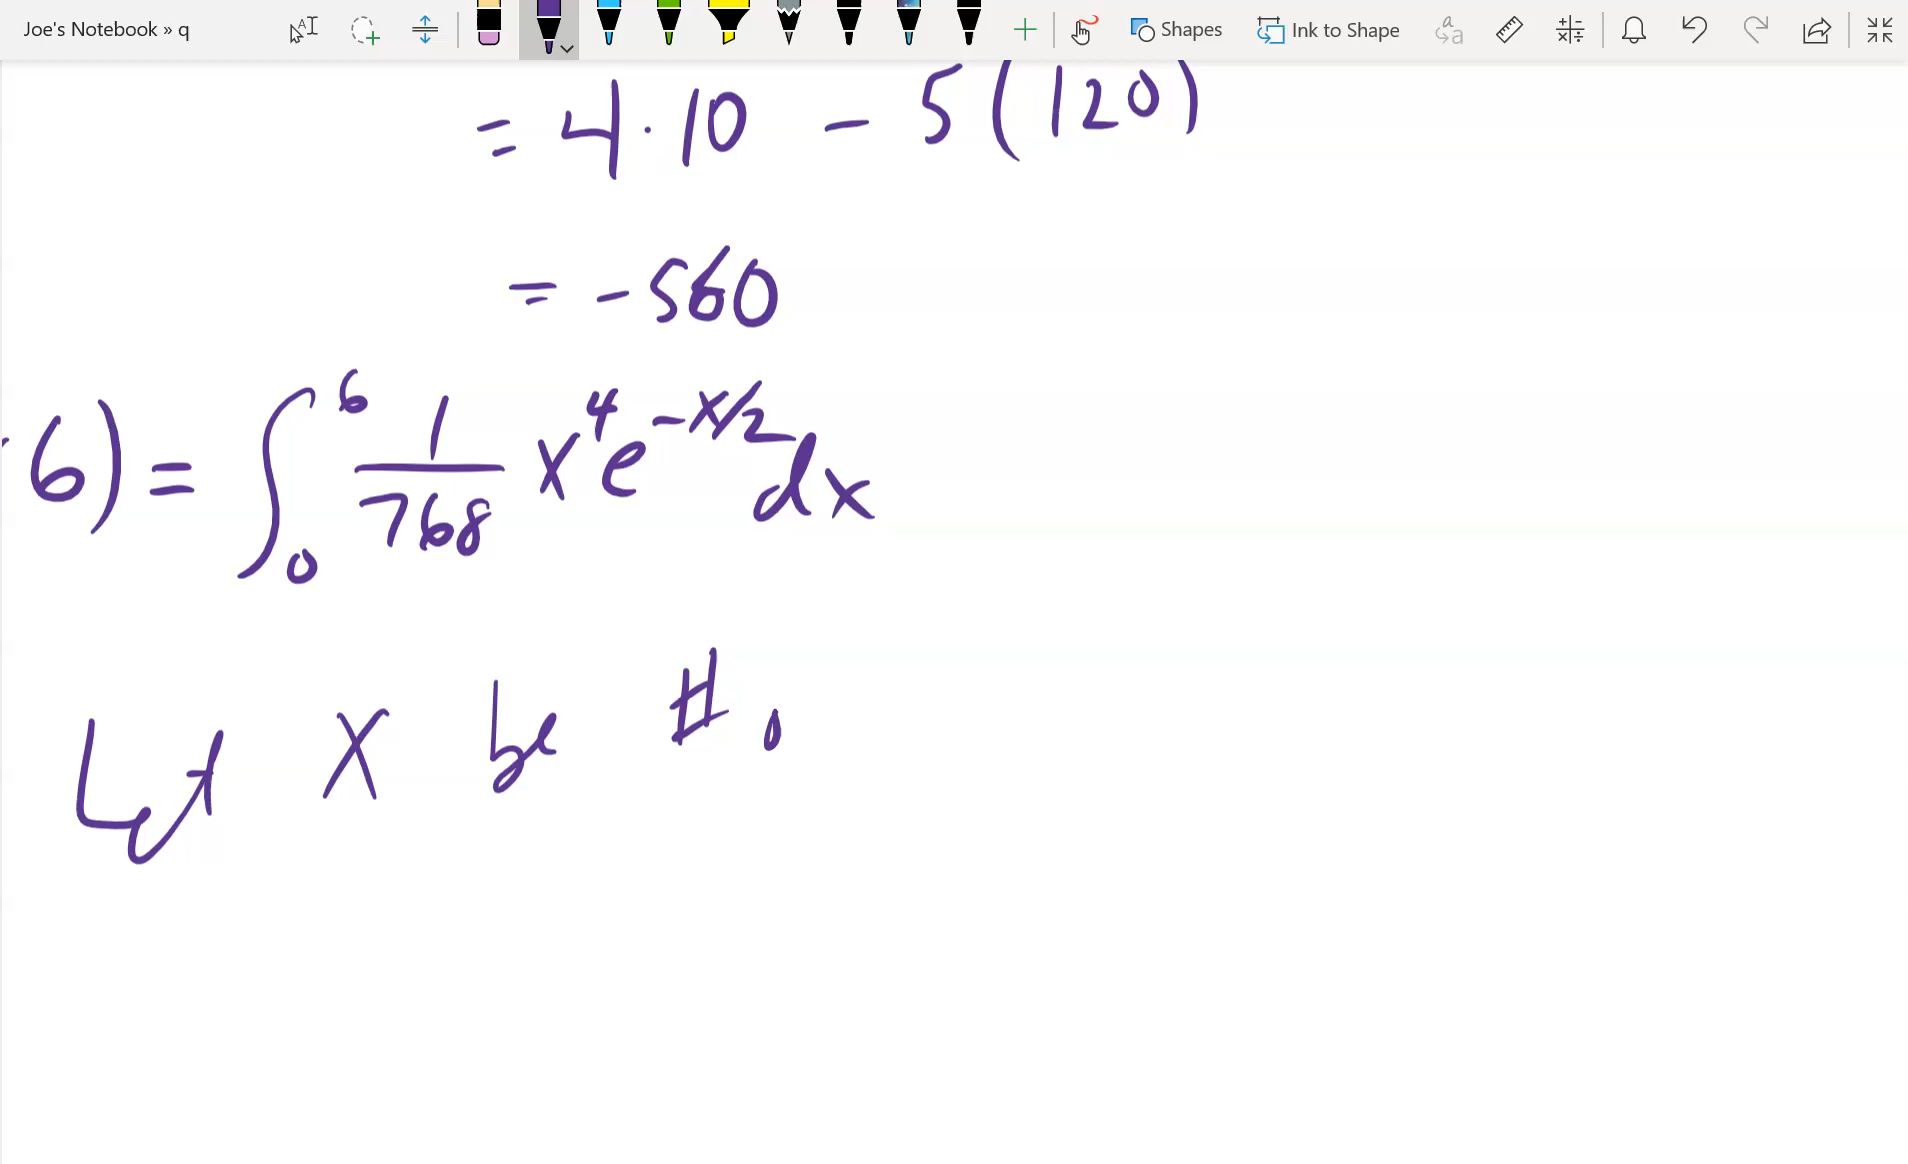 Joe's Notebook » q
Shapes
Ink to Shape
= 4 · 10 - 5 (120)
= - 560
6) = ∫₀⁶ 1/768 x⁴ e^(-x/2) dx
Let X be # o